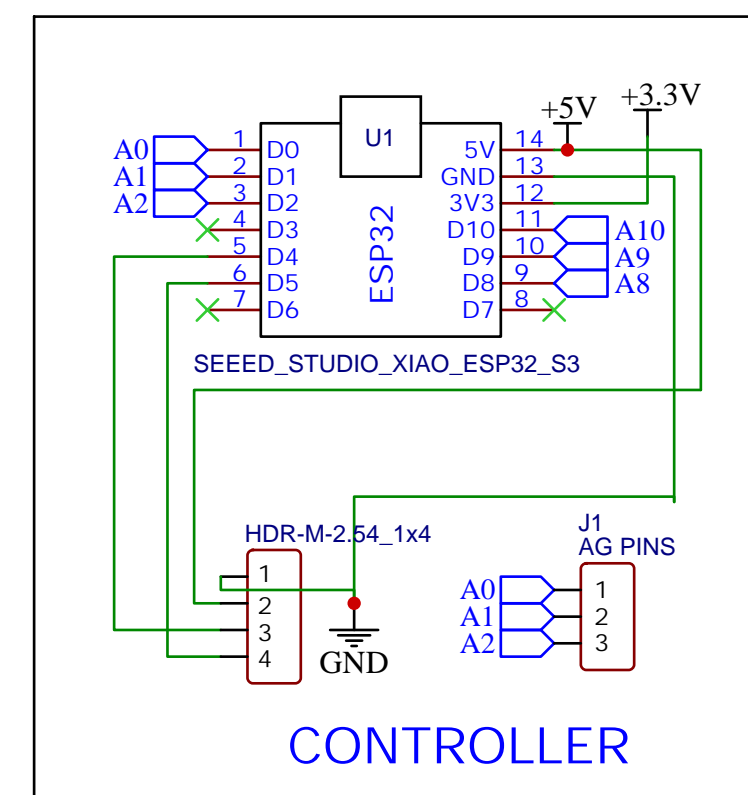 +5V +3.3V
U1
A0 1 D0 5V 14
A1 2 D1 GND 13
A2 3 D2 3V3 12
4 D3 D10 11 A10
5 D4 D9 10 A9
6 D5 D8 9 A8
7 D6 D7 8
ESP32
SEEED_STUDIO_XIAO_ESP32_S3
HDR-M-2.54_1x4
1
2
3
4
GND
J1
AG PINS
A0 1
A1 2
A2 3
CONTROLLER